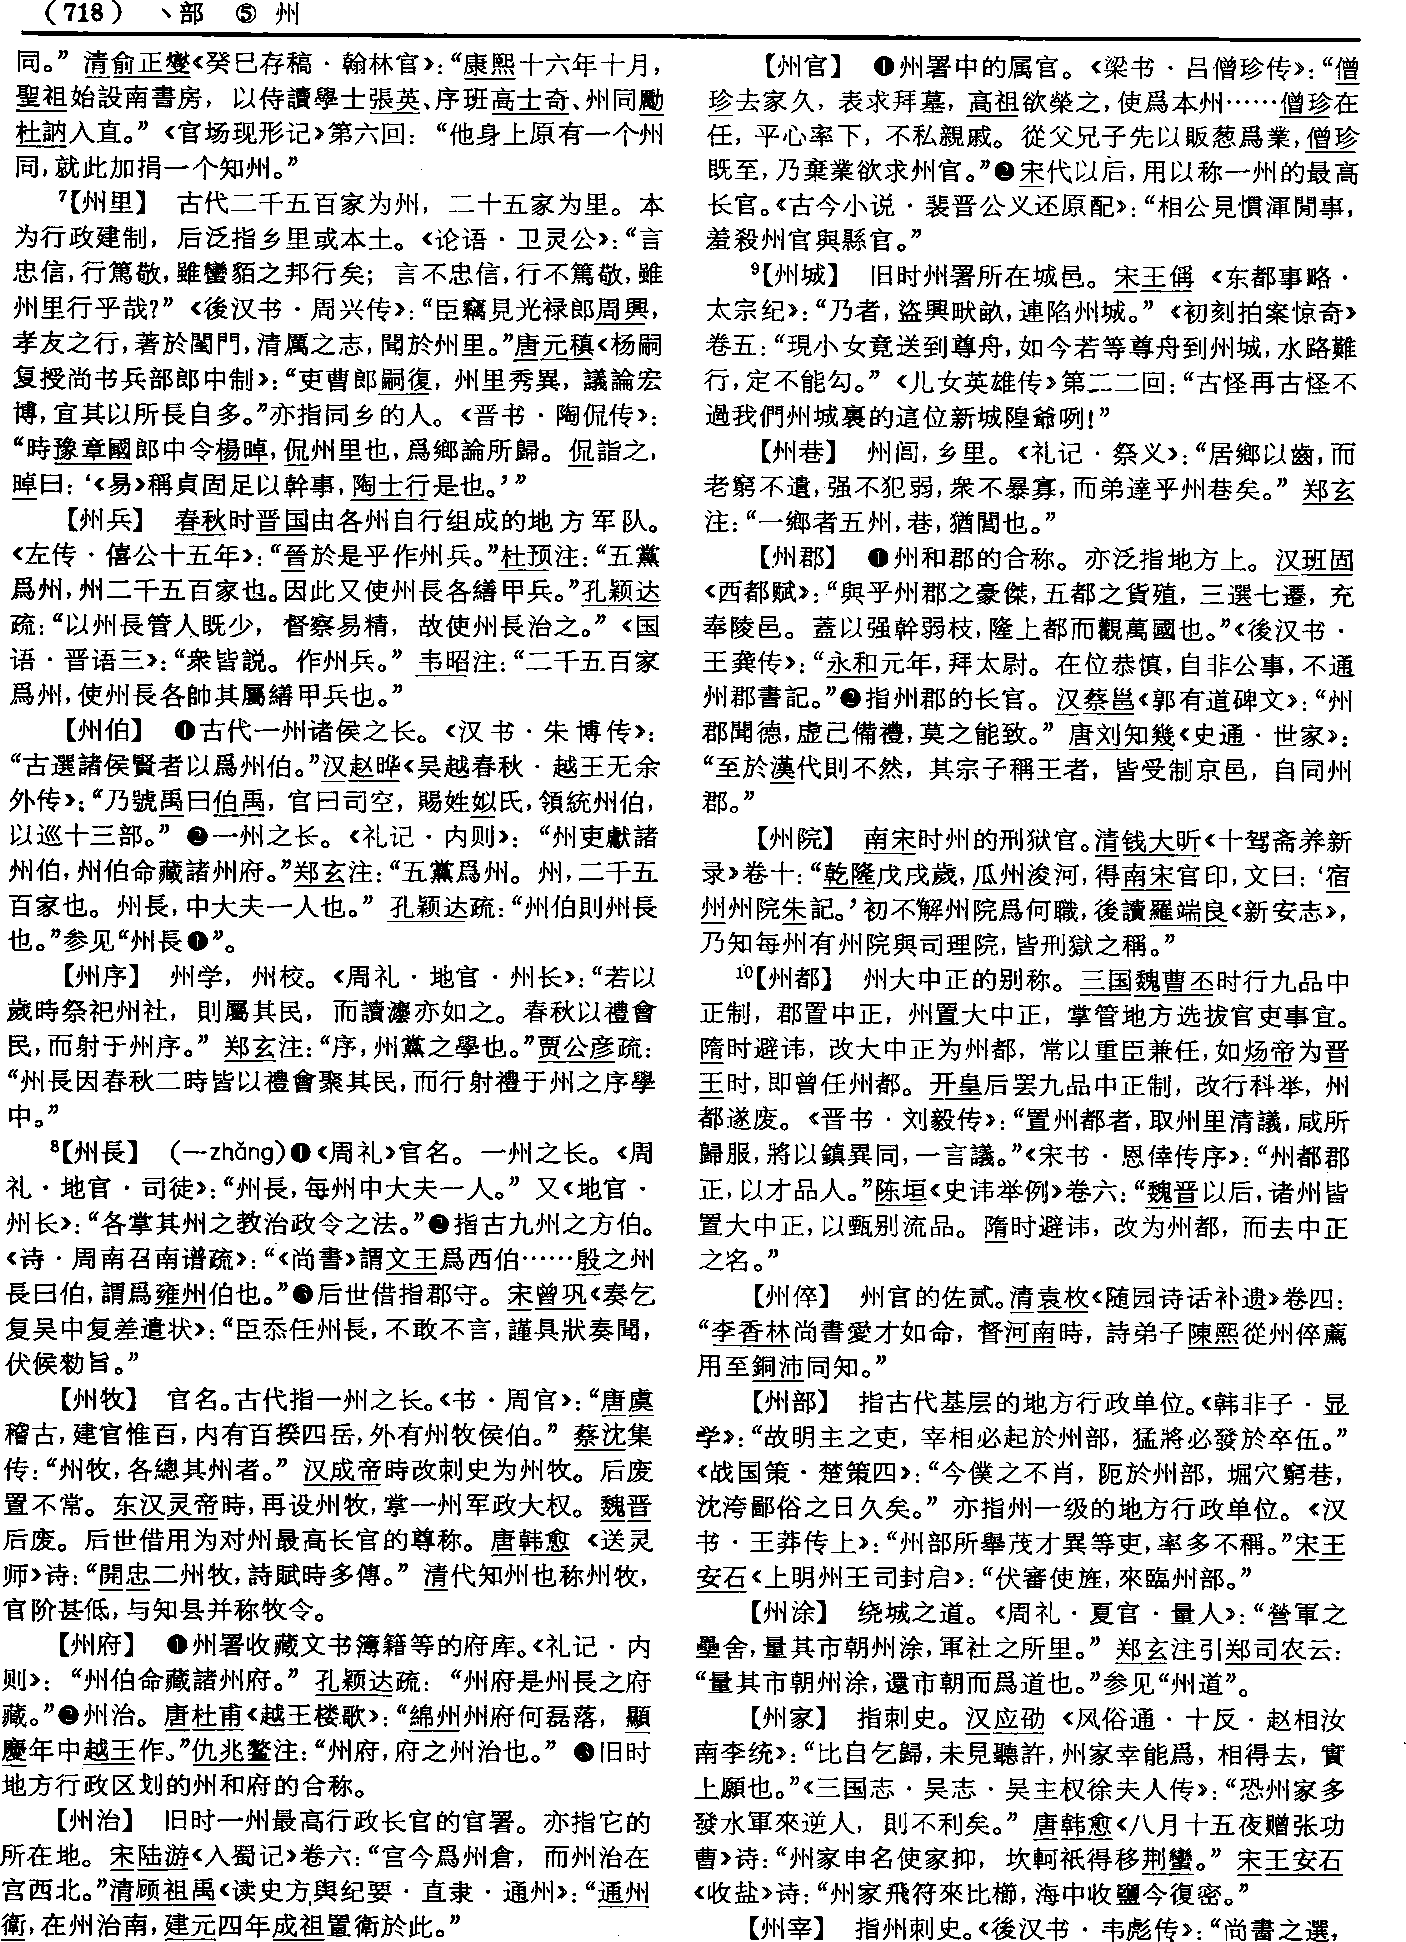 （718） 丶部 ⑤ 州
同。”清俞正燮《癸巳存稿·翰林官》：“康熙十六年十月，
聖祖始設南書房，以侍讀學士張英、序班高士奇、州同勵
杜訥入直。”《官场现形记》第六回：“他身上原有一个州
同，就此加捐一个知州。”
⁷【州里】 古代二千五百家为州，二十五家为里。本
为行政建制，后泛指乡里或本土。《论语·卫灵公》：“言
忠信，行篤敬，雖蠻貊之邦行矣；言不忠信，行不篤敬，雖
州里行乎哉？”《後汉书·周兴传》：“臣竊見光禄郎周興，
孝友之行，著於閨門，清厲之志，聞於州里。”唐元稹《杨嗣
复授尚书兵部郎中制》：“吏曹郎嗣復，州里秀異，議論宏
博，宜其以所長自多。”亦指同乡的人。《晋书·陶侃传》：
“時豫章國郎中令楊晫，侃州里也，爲鄉論所歸。侃詣之，
晫曰：‘《易》稱貞固足以幹事，陶士行是也。’”
【州兵】 春秋时晋国由各州自行组成的地方军队。
《左传·僖公十五年》：“晉於是乎作州兵。”杜预注：“五黨
爲州，州二千五百家也。因此又使州長各繕甲兵。”孔颖达
疏：“以州長管人既少，督察易精，故使州長治之。”《国
语·晋语三》：“衆皆説。作州兵。”韦昭注：“二千五百家
爲州，使州長各帥其屬繕甲兵也。”
【州伯】 ❶古代一州诸侯之长。《汉书·朱博传》：
“古選諸侯賢者以爲州伯。”汉赵晔《吴越春秋·越王无余
外传》：“乃號禹曰伯禹，官曰司空，賜姓姒氏，領統州伯，
以巡十三部。”❷一州之长。《礼记·内则》：“州吏獻諸
州伯，州伯命藏諸州府。”郑玄注：“五黨爲州。州，二千五
百家也。州長，中大夫一人也。”孔颖达疏：“州伯則州長
也。”参见“州長❶”。
【州序】 州学，州校。《周礼·地官·州长》：“若以
歲時祭祀州社，則屬其民，而讀灋亦如之。春秋以禮會
民，而射于州序。”郑玄注：“序，州黨之學也。”贾公彦疏：
“州長因春秋二時皆以禮會聚其民，而行射禮于州之序學
中。”
⁸【州長】 （—zhǎng）❶《周礼》官名。一州之长。《周
礼·地官·司徒》：“州長，每州中大夫一人。”又《地官·
州长》：“各掌其州之教治政令之法。”❷指古九州之方伯。
《诗·周南召南谱疏》：“《尚書》謂文王爲西伯……殷之州
長曰伯，謂爲雍州伯也。”❸后世借指郡守。宋曾巩《奏乞
复吴中复差遣状》：“臣忝任州長，不敢不言，謹具狀奏聞，
伏候勑旨。”
【州牧】 官名。古代指一州之长。《书·周官》：“唐虞
稽古，建官惟百，内有百揆四岳，外有州牧侯伯。”蔡沈集
传：“州牧，各總其州者。”汉成帝時改刺史为州牧。后废
置不常。东汉灵帝時，再设州牧，掌一州军政大权。魏晋
后废。后世借用为对州最高长官的尊称。唐韩愈《送灵
师》诗：“開忠二州牧，詩賦時多傳。”清代知州也称州牧，
官阶甚低，与知县并称牧令。
【州府】 ❶州署收藏文书簿籍等的府库。《礼记·内
则》：“州伯命藏諸州府。”孔颖达疏：“州府是州長之府
藏。”❷州治。唐杜甫《越王楼歌》：“綿州州府何磊落，顯
慶年中越王作。”仇兆鳌注：“州府，府之州治也。”❸旧时
地方行政区划的州和府的合称。
【州治】 旧时一州最高行政长官的官署。亦指它的
所在地。宋陆游《入蜀记》卷六：“宫今爲州倉，而州治在
宫西北。”清顾祖禹《读史方舆纪要·直隶·通州》：“通州
衛，在州治南，建元四年成祖置衛於此。”
【州官】 ❶州署中的属官。《梁书·吕僧珍传》：“僧
珍去家久，表求拜墓，高祖欲榮之，使爲本州……僧珍在
任，平心率下，不私親戚。從父兄子先以販葱爲業，僧珍
既至，乃棄業欲求州官。”❷宋代以后，用以称一州的最高
长官。《古今小说·裴晋公义还原配》：“相公見慣渾閒事，
羞殺州官與縣官。”
⁹【州城】 旧时州署所在城邑。宋王偁《东都事略·
太宗纪》：“乃者，盜興畎畝，連陷州城。”《初刻拍案惊奇》
卷五：“現小女竟送到尊舟，如今若等尊舟到州城，水路難
行，定不能勾。”《儿女英雄传》第二二回：“古怪再古怪不
過我們州城裏的這位新城隍爺咧！”
【州巷】 州闾，乡里。《礼记·祭义》：“居鄉以齒，而
老窮不遺，强不犯弱，衆不暴寡，而弟達乎州巷矣。”郑玄
注：“一鄉者五州，巷，猶閭也。”
【州郡】 ❶州和郡的合称。亦泛指地方上。汉班固
《西都赋》：“與乎州郡之豪傑，五都之貨殖，三選七遷，充
奉陵邑。蓋以强幹弱枝，隆上都而觀萬國也。”《後汉书·
王龚传》：“永和元年，拜太尉。在位恭慎，自非公事，不通
州郡書記。”❷指州郡的长官。汉蔡邕《郭有道碑文》：“州
郡聞德，虚己備禮，莫之能致。”唐刘知幾《史通·世家》：
“至於漢代則不然，其宗子稱王者，皆受制京邑，自同州
郡。”
【州院】 南宋时州的刑狱官。清钱大昕《十驾斋养新
录》卷十：“乾隆戊戌歲，瓜州浚河，得南宋官印，文曰：‘宿
州州院朱記。’初不解州院爲何職，後讀羅端良《新安志》，
乃知每州有州院與司理院，皆刑獄之稱。”
¹⁰【州都】 州大中正的别称。三国魏曹丕时行九品中
正制，郡置中正，州置大中正，掌管地方选拔官吏事宜。
隋时避讳，改大中正为州都，常以重臣兼任，如炀帝为晋
王时，即曾任州都。开皇后罢九品中正制，改行科举，州
都遂废。《晋书·刘毅传》：“置州都者，取州里清議，咸所
歸服，將以鎮異同，一言議。”《宋书·恩倖传序》：“州都郡
正，以才品人。”陈垣《史讳举例》卷六：“魏晋以后，诸州皆
置大中正，以甄别流品。隋时避讳，改为州都，而去中正
之名。”
【州倅】 州官的佐贰。清袁枚《随园诗话补遗》卷四：
“李香林尚書愛才如命，督河南時，詩弟子陳熙從州倅薦
用至銅沛同知。”
【州部】 指古代基层的地方行政单位。《韩非子·显
学》：“故明主之吏，宰相必起於州部，猛將必發於卒伍。”
《战国策·楚策四》：“今僕之不肖，阨於州部，堀穴窮巷，
沈洿鄙俗之日久矣。”亦指州一级的地方行政单位。《汉
书·王莽传上》：“州部所舉茂才異等吏，率多不稱。”宋王
安石《上明州王司封启》：“伏審使旌，來臨州部。”
【州涂】 绕城之道。《周礼·夏官·量人》：“營軍之
壘舍，量其市朝州涂，軍社之所里。”郑玄注引郑司农云：
“量其市朝州涂，還市朝而爲道也。”参见“州道”。
【州家】 指刺史。汉应劭《风俗通·十反·赵相汝
南李统》：“比自乞歸，未見聽許，州家幸能爲，相得去，實
上願也。”《三国志·吴志·吴主权徐夫人传》：“恐州家多
發水軍來逆人，則不利矣。”唐韩愈《八月十五夜赠张功
曹》诗：“州家申名使家抑，坎軻祇得移荆蠻。”宋王安石
《收盐》诗：“州家飛符來比櫛，海中收鹽今復密。”
【州宰】 指州刺史。《後汉书·韦彪传》：“尚書之選，